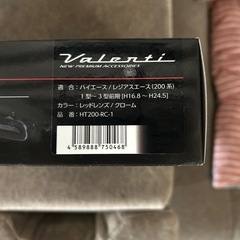 Valenti
NEW PREMIUM ACCESSORIES
適合：ハイエース／レジアスエース（200系）
1型～3型前期［H16.8 ～ H24.5］
カラー：レッドレンズ／クローム
品番：HT200-RC-1
4 589888 750468